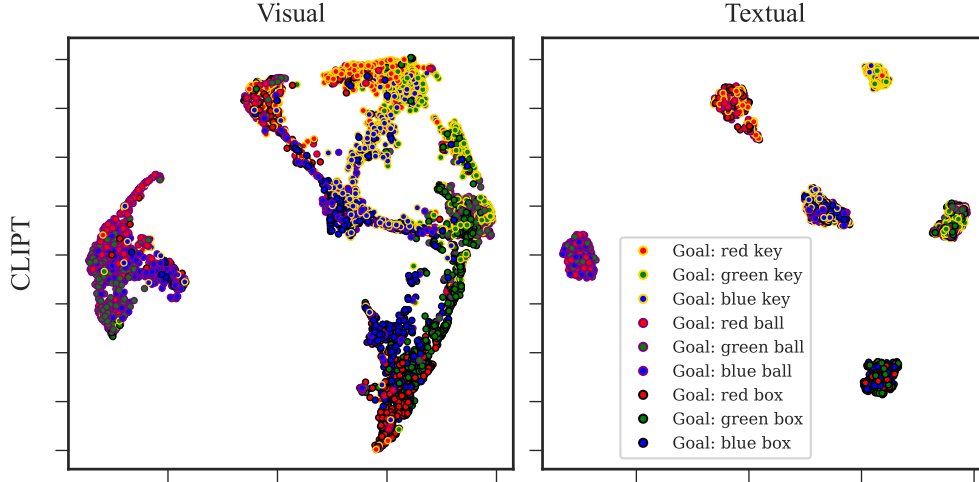 Visual
Textual
CLIPT
Goal: red key
Goal: green key
Goal: blue key
Goal: red ball
Goal: green ball
Goal: blue ball
Goal: red box
Goal: green box
Goal: blue box